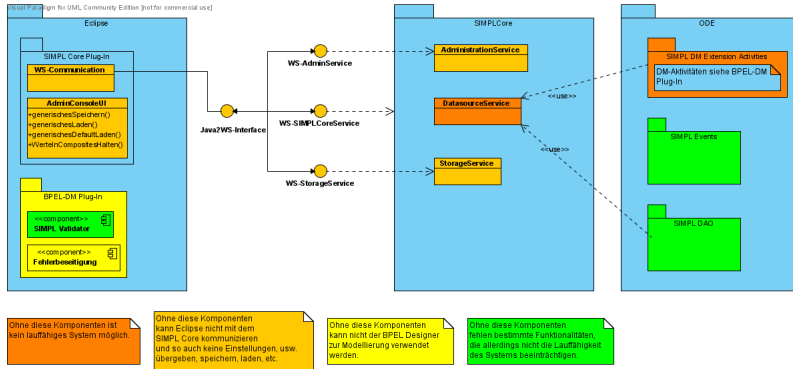 Visual Paradigm for UML Community Edition [not for commercial use]
Eclipse
SIMPL Core Plug-In
WS-Communication
AdminConsoleUI
+generischesSpeichern()
+generischesLaden()
+generischesDefaultLaden()
+WerteInCompositesHalten()
BPEL-DM Plug-In
<<component>>
SIMPL Validator
<<component>>
Fehlerbeseitigung
Java2WS-Interface
WS-AdminService
WS-SIMPLCoreService
WS-StorageService
SIMPLCore
AdministrationService
DatasourceService
StorageService
<<use>>
<<use>>
ODE
SIMPL DM Extension Activities
DM-Aktivitäten siehe BPEL-DM
Plug-In
SIMPL Events
SIMPL DAO
Ohne diese Komponenten ist
kein lauffähiges System möglich.
Ohne diese Komponenten
kann Eclipse nicht mit dem
SIMPL Core kommunizieren
und so auch keine Einstellungen, usw.
übergeben, speichern, laden, etc.
Ohne diese Komponenten
kann nicht der BPEL Designer
zur Modellierung verwendet
werden.
Ohne diese Komponenten
fehlen bestimmte Funktionalitäten,
die allerdings nicht die Lauffähigkeit
des Systems beeinträchtigen.